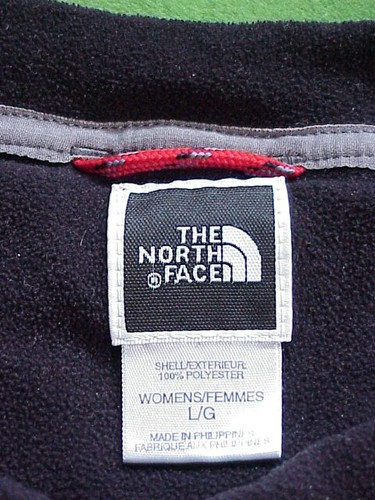 THE
NORTH
® FACE
SHELL/EXTERIEUR:
100% POLYESTER
WOMENS/FEMMES
L/G
MADE IN PHILIPPINES
FABRIQUE AUX PHILIPPINES